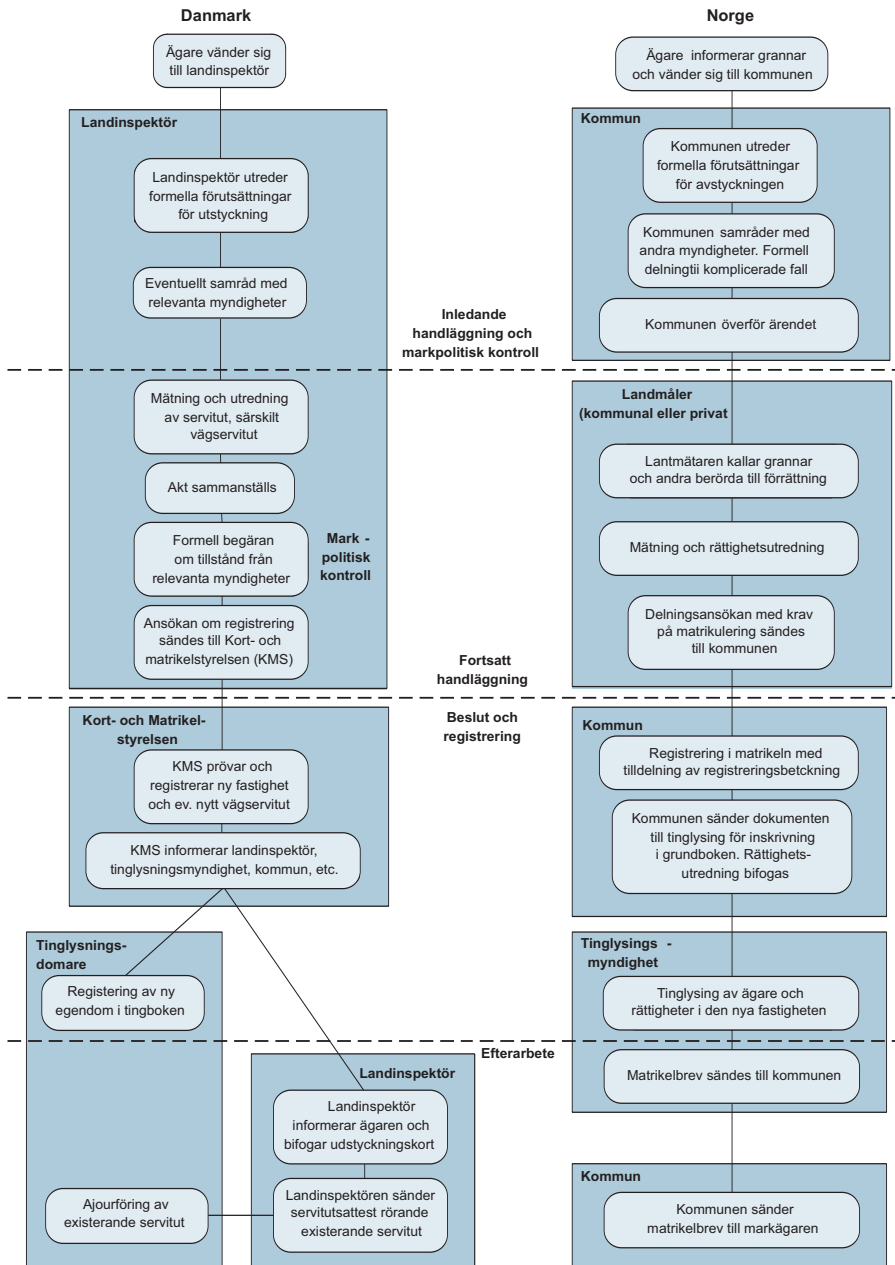 Danmark
Ägare vänder sig
till landinspektör
Landinspektör
Landinspektör utreder
formella förutsättningar
för utstyckning
Eventuellt samråd med
relevanta myndigheter
Mätning och utredning
av servitut, särskilt
vägservitut
Akt sammanställs
Formell begäran
om tillstånd från
relevanta myndigheter
Mark -
politisk
kontroll
Ansökan om registrering
sändes till Kort- och
matrikelstyrelsen (KMS)
Kort- och Matrikel-
styrelsen
KMS prövar och
registrerar ny fastighet
och ev. nytt vägservitut
KMS informerar landinspektör,
tinglysningsmyndighet, kommun, etc.
Tinglysnings-
domare
Registering av ny
egendom i tingboken
Landinspektör
Landinspektör
informerar ägaren och
bifogar udstyckningskort
Landinspektören sänder
servitutsattest rörande
existerande servitut
Ajourföring av
existerande servitut
Inledande
handläggning och
markpolitisk kontroll
Fortsatt
handläggning
Beslut och
registrering
Efterarbete
Norge
Ägare informerar grannar
och vänder sig till kommunen
Kommun
Kommunen utreder
formella förutsättningar
för avstyckningen
Kommunen samråder med
andra myndigheter. Formell
delningtii komplicerade fall
Kommunen överför ärendet
Landmåler
(kommunal eller privat
Lantmätaren kallar grannar
och andra berörda till förrättning
Mätning och rättighetsutredning
Delningsansökan med krav
på matrikulering sändes
till kommunen
Kommun
Registrering i matrikeln med
tilldelning av registreringsbetckning
Kommunen sänder dokumenten
till tinglysing för inskrivning
i grundboken. Rättighets-
utredning bifogas
Tinglysings -
myndighet
Tinglysing av ägare och
rättigheter i den nya fastigheten
Matrikelbrev sändes till kommunen
Kommun
Kommunen sänder
matrikelbrev till markägaren